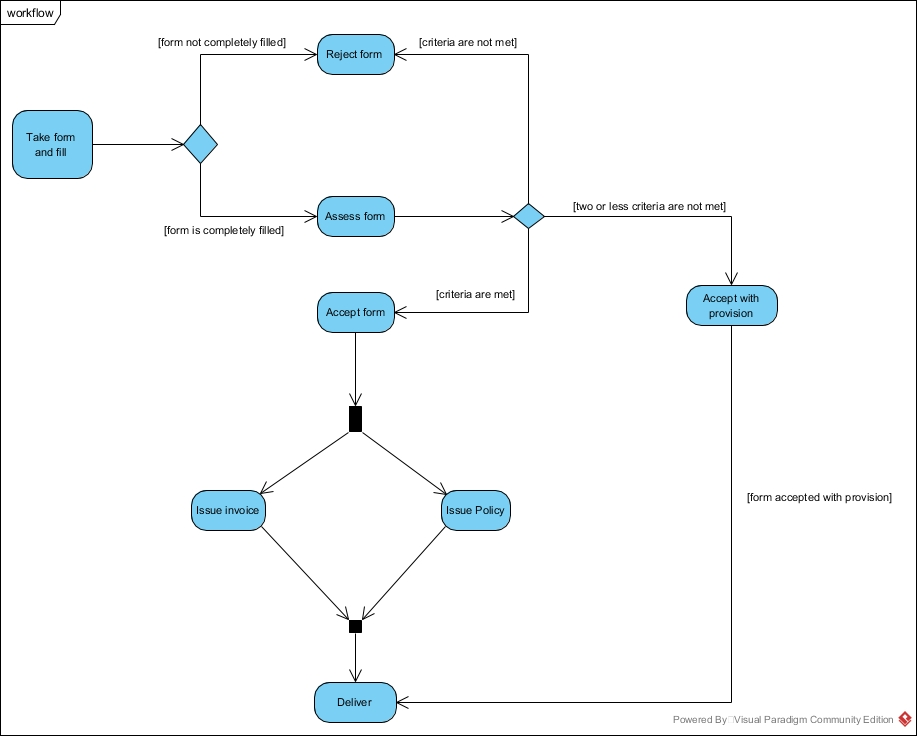 workflow
[form not completely filled]
Reject form
[criteria are not met]
Take form
and fill
Assess form
[two or less criteria are not met]
[form is completely filled]
[criteria are met]
Accept form
Accept with
provision
[form accepted with provision]
Issue invoice
Issue Policy
Deliver
Powered By Visual Paradigm Community Edition